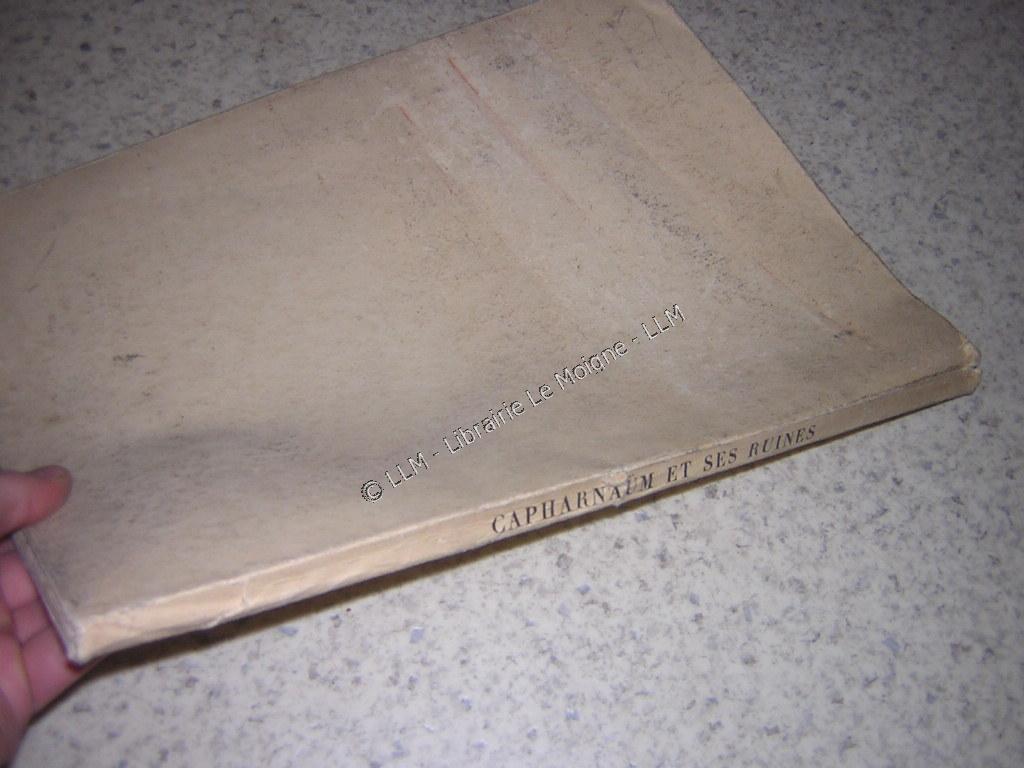 © LLM - Librairie Le Moigne - LLM
CAPHARNAÜM ET SES RUINES